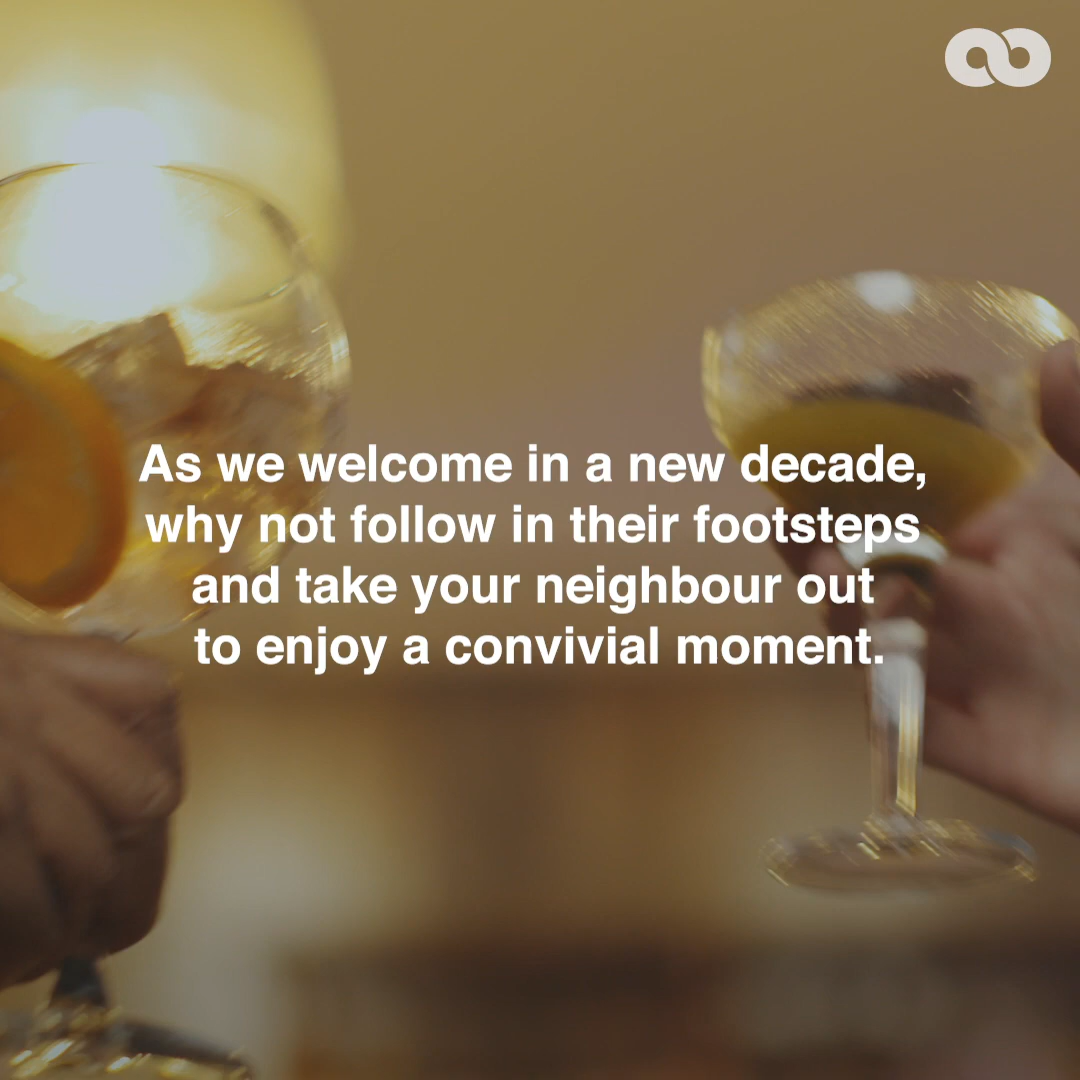 As we welcome in a new decade,
why not follow in their footsteps
and take your neighbour out
to enjoy a convivial moment.